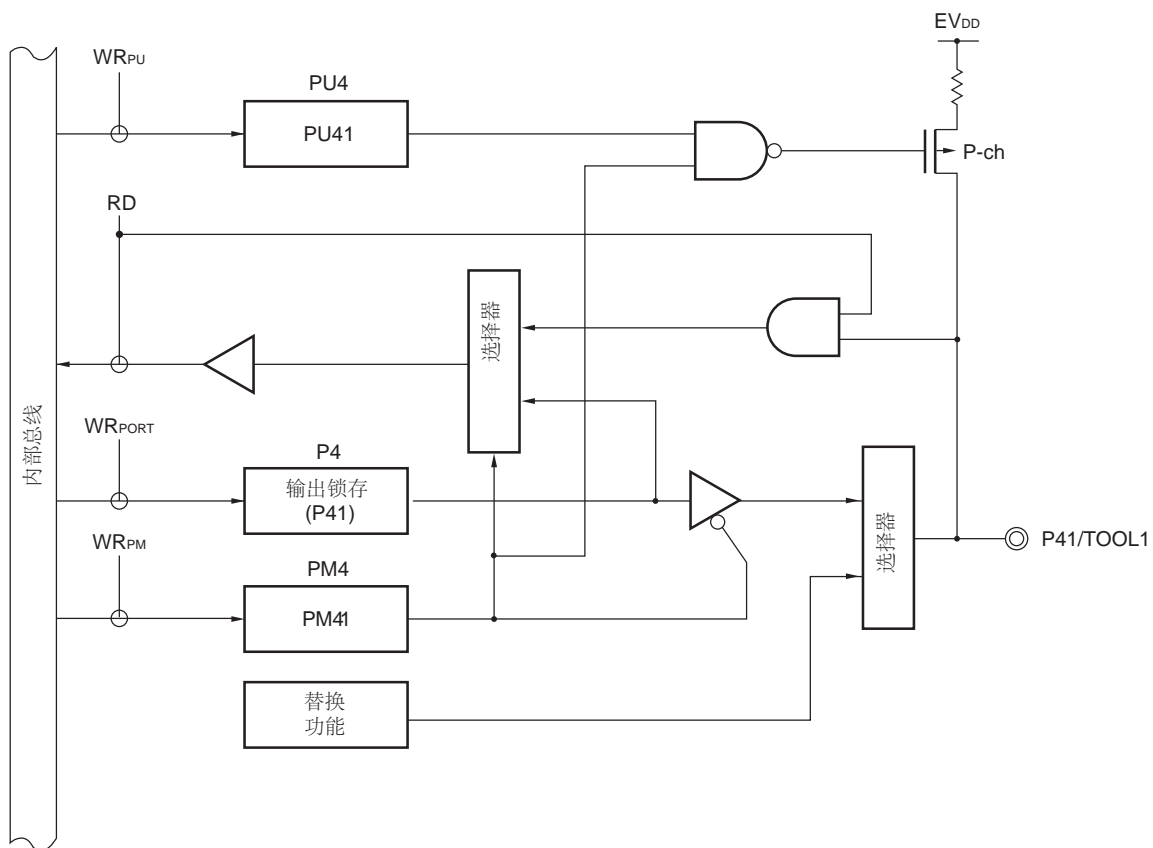 EVDD
WRPU
PU4
PU41
P-ch
RD
选择器
内部总线
WRPORT
P4
输出锁存
(P41)
选择器
P41/TOOL1
WRPM
PM4
PM41
替换
功能